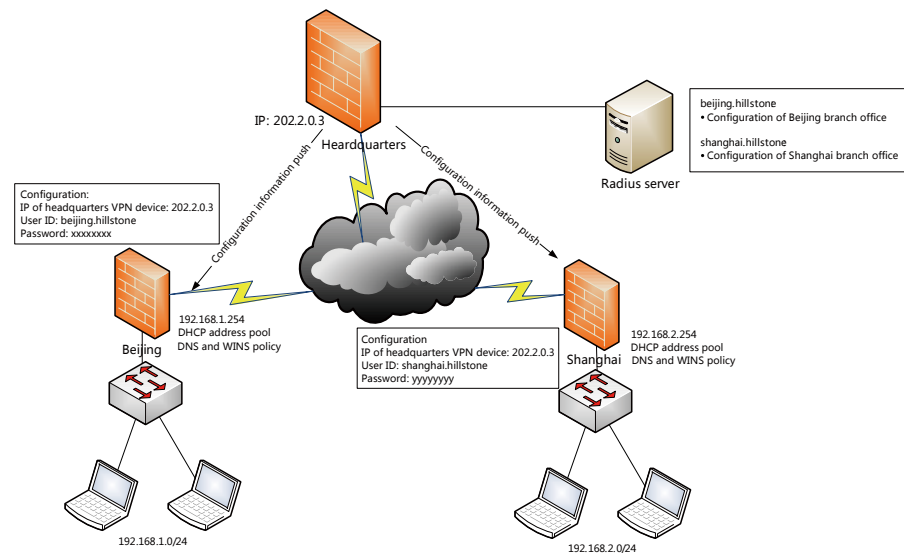 IP: 202.2.0.3
Heardquarters
beijing.hillstone
• Configuration of Beijing branch office
shanghai.hillstone
• Configuration of Shanghai branch office
Radius server
Configuration information push
Configuration information push
Configuration:
IP of headquarters VPN device: 202.2.0.3
User ID: beijing.hillstone
Password: xxxxxxxx
192.168.1.254
DHCP address pool
DNS and WINS policy
Beijing
Configuration
IP of headquarters VPN device: 202.2.0.3
User ID: shanghai.hillstone
Password: yyyyyyyy
192.168.2.254
DHCP address pool
DNS and WINS policy
Shanghai
192.168.1.0/24
192.168.2.0/24